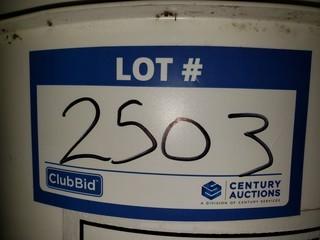 LOT #
2503
ClubBid
CENTURY
AUCTIONS
A DIVISION OF CENTURY SERVICES